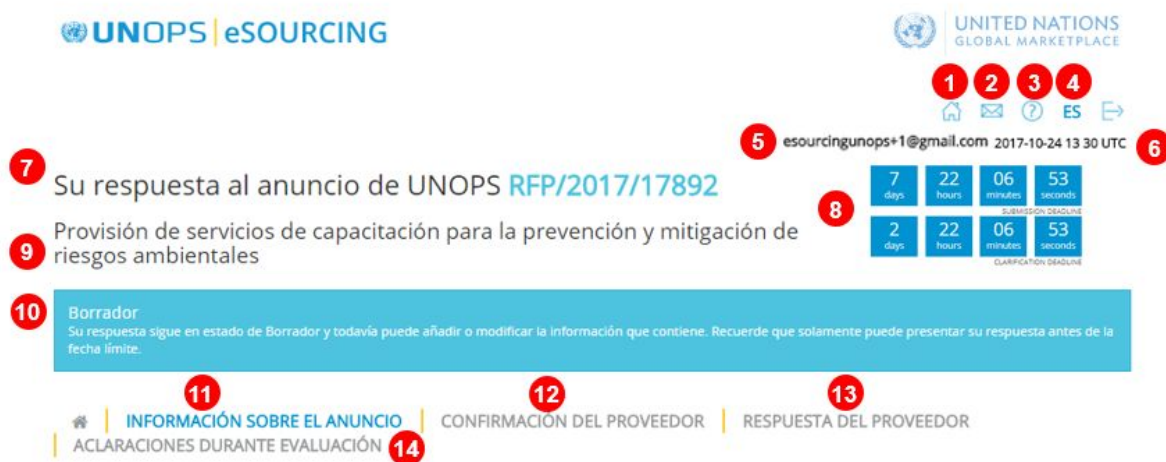 UNOPS eSOURCING
UNITED NATIONS
GLOBAL MARKETPLACE
1 2 3 4
? ES
5 esourcingunops+1@gmail.com 2017-10-24 13 30 UTC 6
7 Su respuesta al anuncio de UNOPS RFP/2017/17892
8
7 days 22 hours 06 minutes 53 seconds
SUBMISSION DEADLINE
2 days 22 hours 06 minutes 53 seconds
CLARIFICATION DEADLINE
9 Provisión de servicios de capacitación para la prevención y mitigación de
riesgos ambientales
10 Borrador
Su respuesta sigue en estado de Borrador y todavía puede añadir o modificar la información que contiene. Recuerde que solamente puede presentar su respuesta antes de la
fecha límite.
11 12 13
INFORMACIÓN SOBRE EL ANUNCIO CONFIRMACIÓN DEL PROVEEDOR RESPUESTA DEL PROVEEDOR
ACLARACIONES DURANTE EVALUACIÓN 14